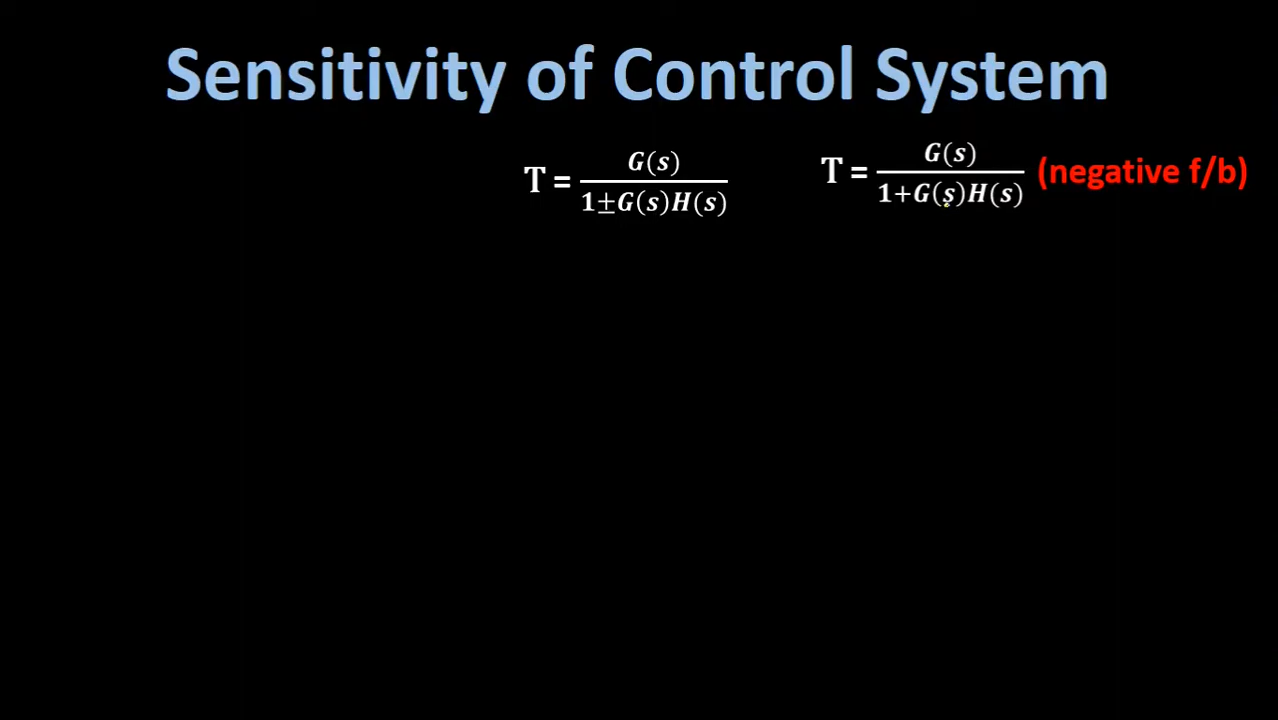 Sensitivity of Control System
T = G(s) / 1±G(s)H(s)
T = G(s) / 1+G(s)H(s) (negative f/b)